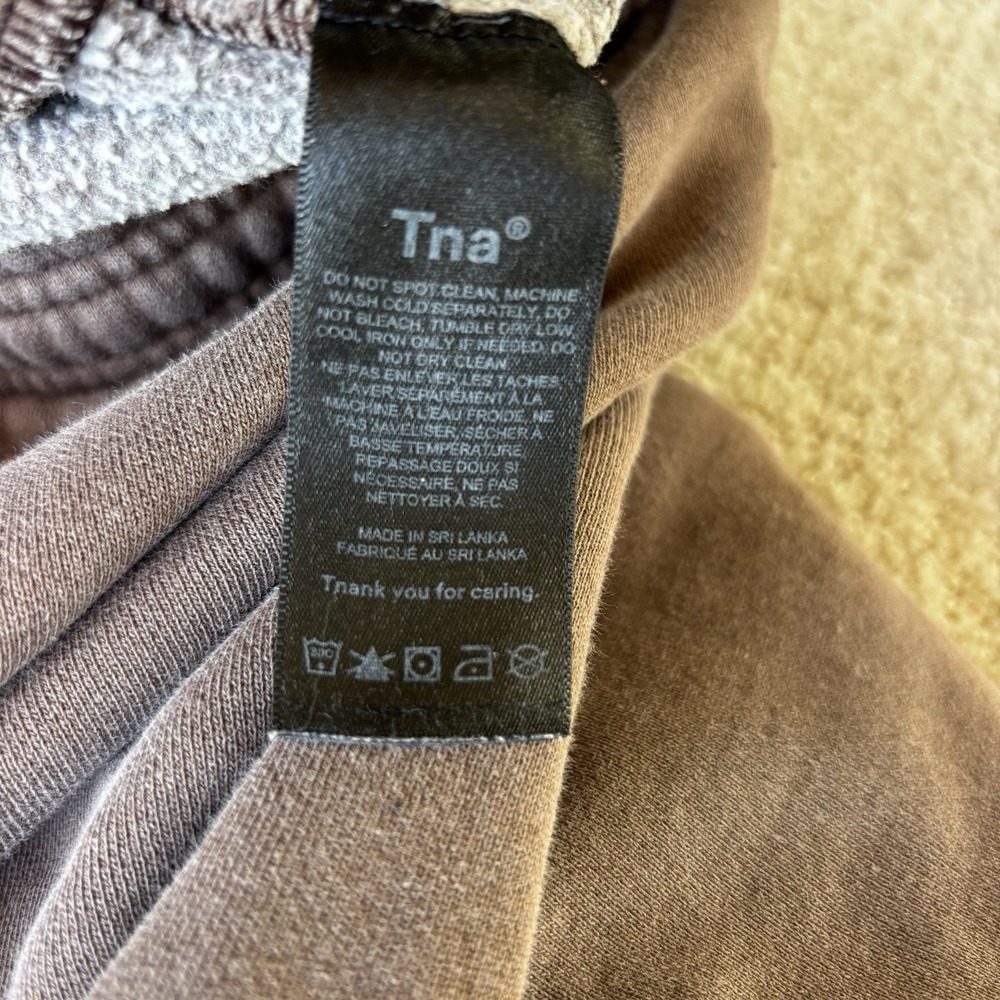 Tna®
DO NOT SPOT CLEAN, MACHINE
WASH COLD SEPARATELY, DO
NOT BLEACH, TUMBLE DRY LOW,
COOL IRON ONLY IF NEEDED. DO
NOT DRY CLEAN.
NE PAS ENLEVER LES TACHES,
LAVER SÉPARÉMENT À LA
MACHINE À L'EAU FROIDE, NE
PAS JAVELISER, SÉCHER À
BASSE TEMPÉRATURE,
REPASSAGE DOUX SI
NÉCESSAIRE, NE PAS
NETTOYER À SEC.
MADE IN SRI LANKA
FABRIQUÉ AU SRI LANKA
Tnank you for caring.
30C